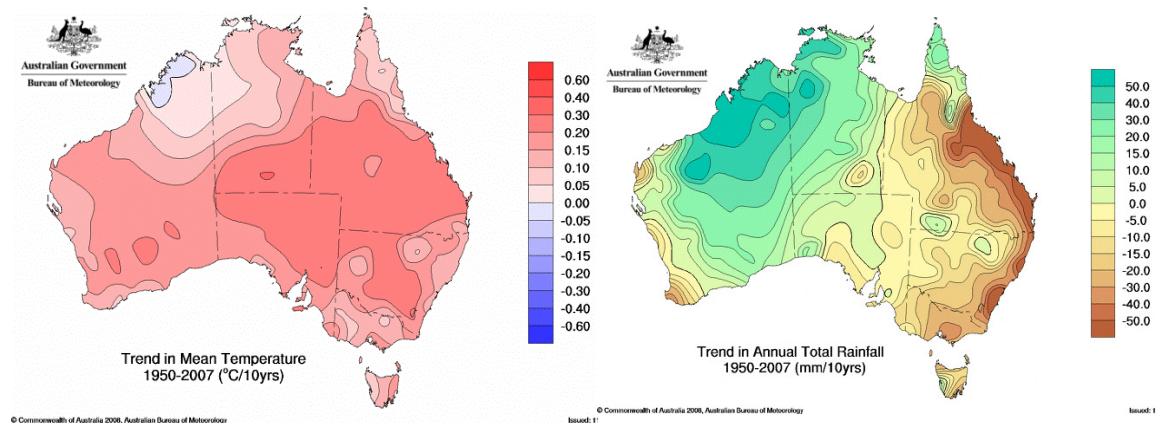 Australian Government
Bureau of Meteorology
0.60
0.40
0.30
0.20
0.15
0.10
0.05
0.00
-0.05
-0.10
-0.15
-0.20
-0.30
-0.40
-0.60
Trend in Mean Temperature
1950-2007 (°C/10yrs)
© Commonwealth of Australia 2008, Australian Bureau of Meteorology
Issued: 1
Australian Government
Bureau of Meteorology
50.0
40.0
30.0
20.0
15.0
10.0
5.0
0.0
-5.0
-10.0
-15.0
-20.0
-30.0
-40.0
-50.0
Trend in Annual Total Rainfall
1950-2007 (mm/10yrs)
© Commonwealth of Australia 2008, Australian Bureau of Meteorology
Issued: